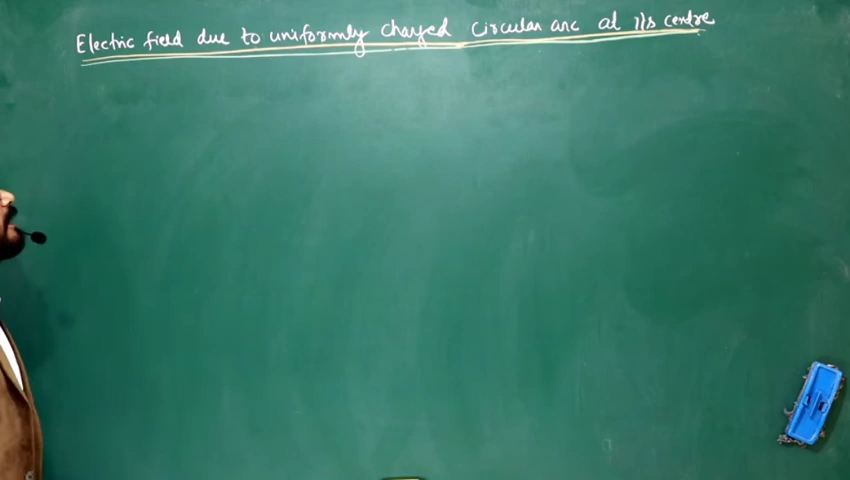 Electric field due to uniformly charged Circular arc at its centre